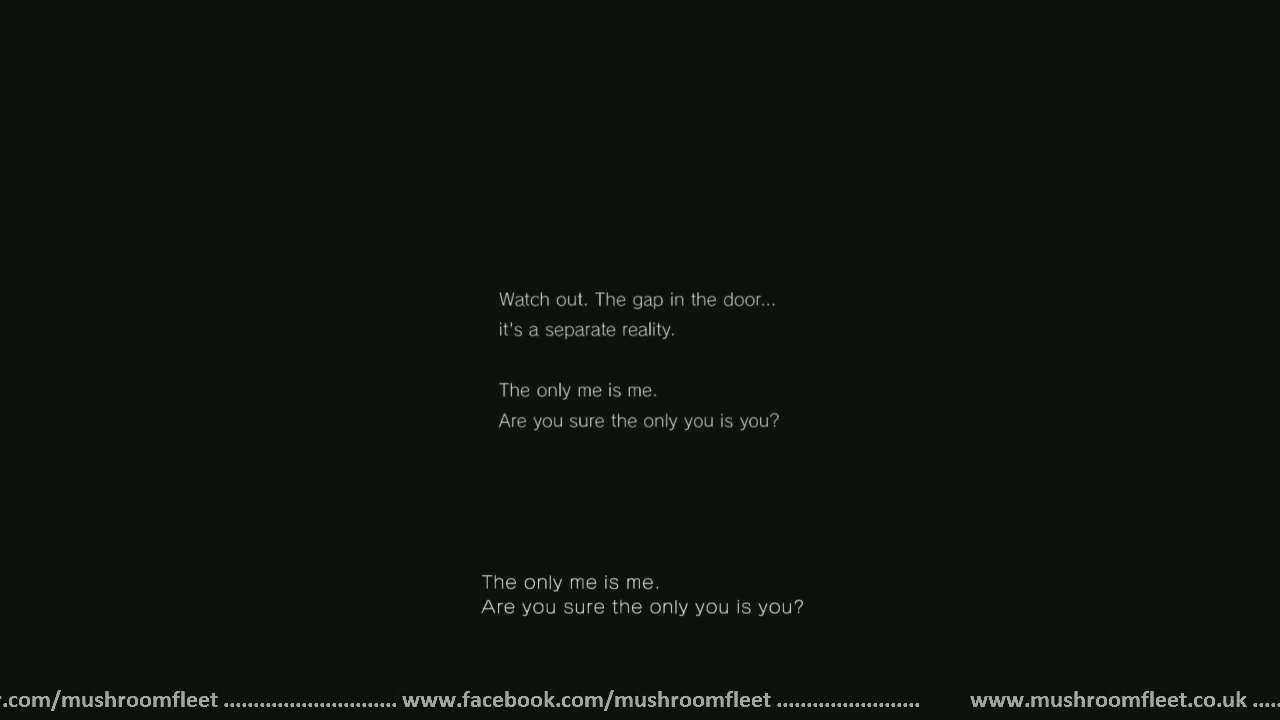 Watch out. The gap in the door...
it's a separate reality.
The only me is me.
Are you sure the only you is you?
The only me is me.
Are you sure the only you is you?
.com/mushroomfleet ............................. www.facebook.com/mushroomfleet ........................ www.mushroomfleet.co.uk ....